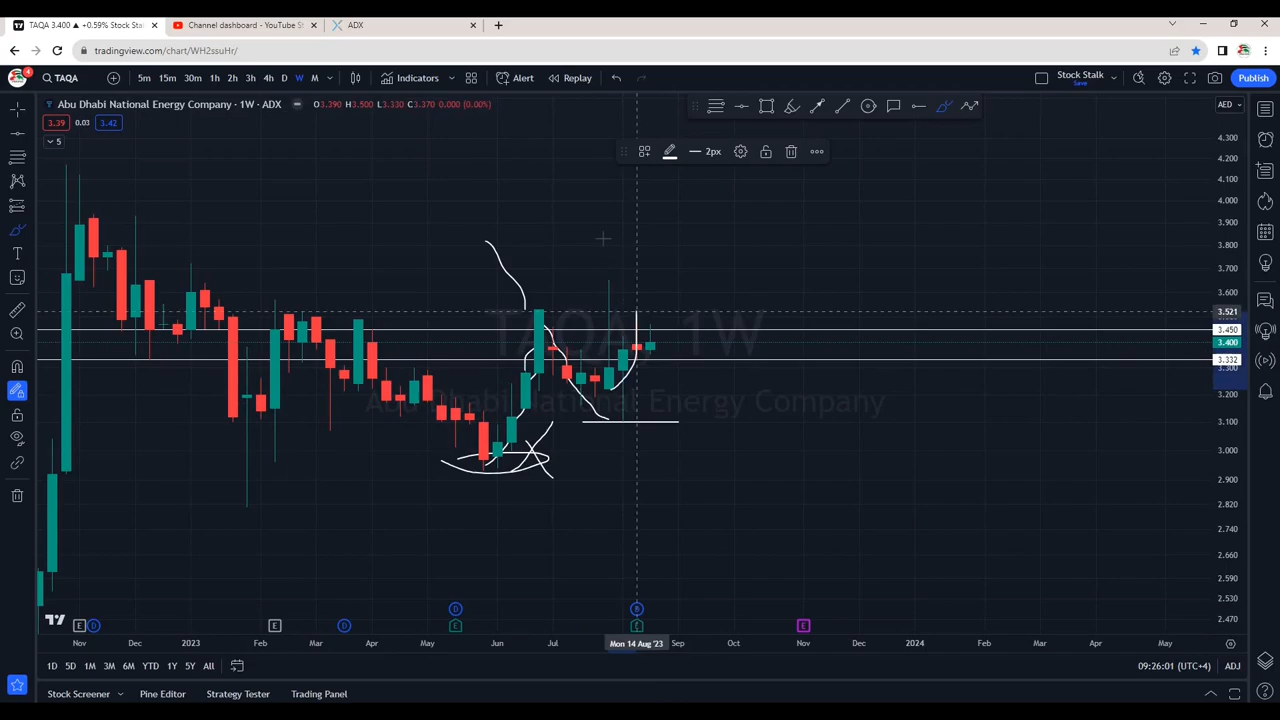 TAQA 3.400 ▲ +0.59% Stock Stal
Channel dashboard - YouTube S
ADX
tradingview.com/chart/WH2ssuHr/
TAQA
5m 15m 30m 1h 2h 3h 4h D W M
Indicators
Alert
Replay
Stock Stalk
Save
Publish
Abu Dhabi National Energy Company · 1W · ADX
O3.390 H3.500 L3.330 C3.370 0.000 (0.00%)
AED
3.39 0.03 3.42
5
2px
TAQA, 1W
Abu Dhabi National Energy Company
4.300
4.200
4.100
4.000
3.900
3.800
3.700
3.600
3.521
3.450
3.400
3.332
3.300
3.200
3.100
3.000
2.900
2.820
2.740
2.660
2.590
2.530
2.470
E D E D D E E
Nov Dec 2023 Feb Mar Apr May Jun Jul Mon 14 Aug '23 Sep Oct Nov Dec 2024 Feb Mar Apr May
1D 5D 1M 3M 6M YTD 1Y 5Y All
09:26:01 (UTC+4)
ADJ
Stock Screener
Pine Editor
Strategy Tester
Trading Panel